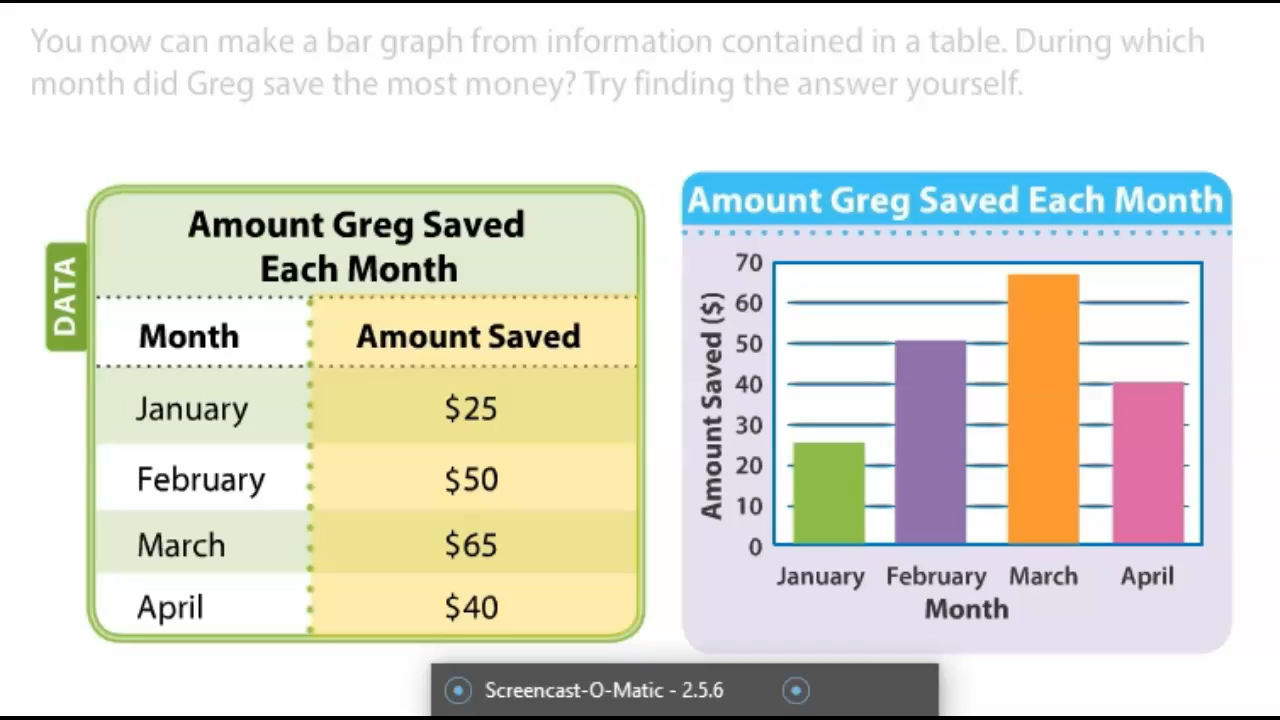 You now can make a bar graph from information contained in a table. During which
month did Greg save the most money? Try finding the answer yourself.
DATA
Amount Greg Saved
Each Month
Month Amount Saved
January $25
February $50
March $65
April $40
Amount Greg Saved Each Month
Amount Saved ($)
70
60
50
40
30
20
10
0
January February March April
Month
Screencast-O-Matic - 2.5.6